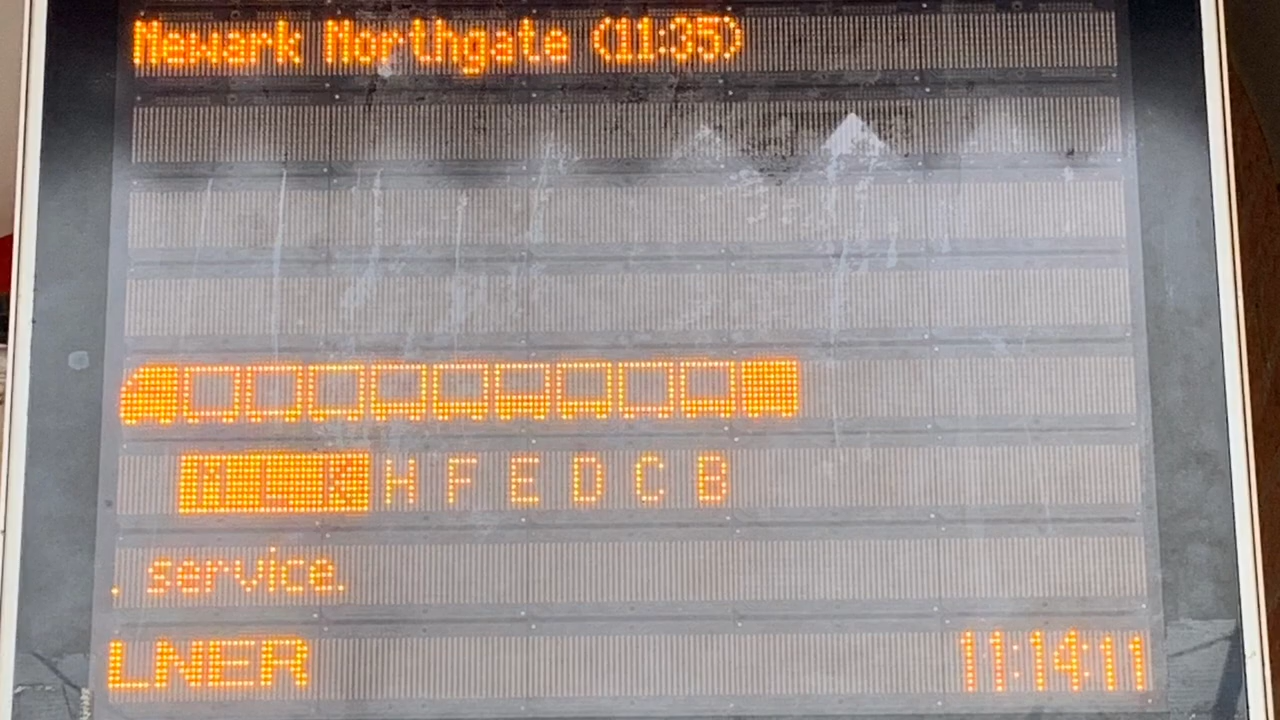 Newark Northgate (11:35)
M L K H F E D C B
. service.
LNER 11:14:11